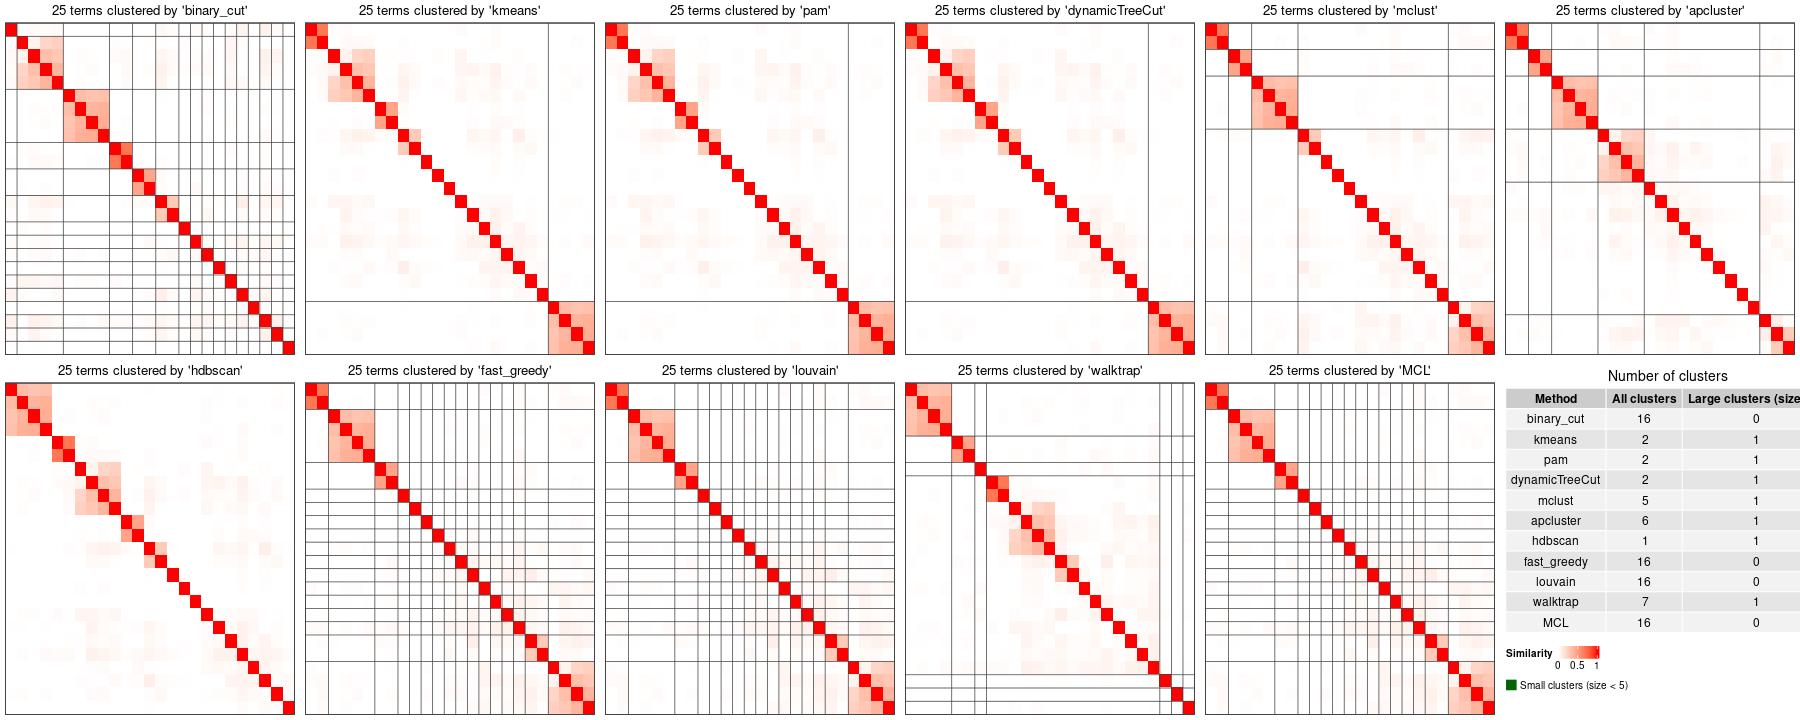 25 terms clustered by 'binary_cut'
25 terms clustered by 'kmeans'
25 terms clustered by 'pam'
25 terms clustered by 'dynamicTreeCut'
25 terms clustered by 'mclust'
25 terms clustered by 'apcluster'
25 terms clustered by 'hdbscan'
25 terms clustered by 'fast_greedy'
25 terms clustered by 'louvain'
25 terms clustered by 'walktrap'
25 terms clustered by 'MCL'
Number of clusters
Method All clusters Large clusters (size
binary_cut 16 0
kmeans 2 1
pam 2 1
dynamicTreeCut 2 1
mclust 5 1
apcluster 6 1
hdbscan 1 1
fast_greedy 16 0
louvain 16 0
walktrap 7 1
MCL 16 0
Similarity
0 0.5 1
Small clusters (size < 5)